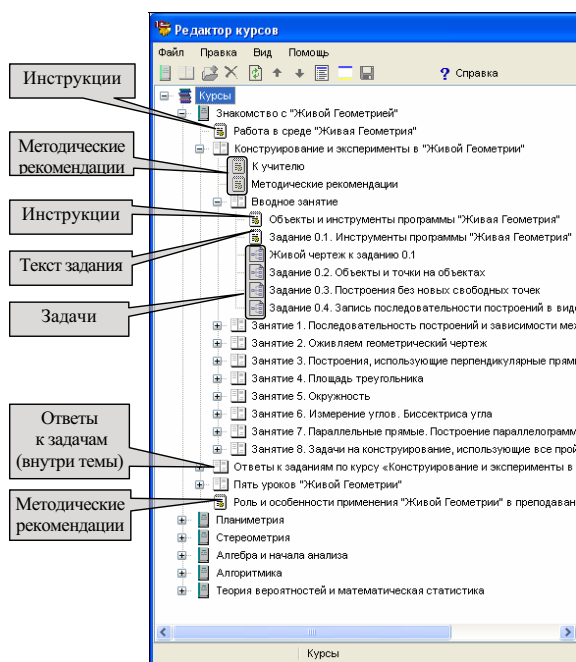 Редактор курсов
Файл Правка Вид Помощь
? Справка
Инструкции
Методические
рекомендации
Инструкции
Текст задания
Задачи
Ответы
к задачам
(внутри темы)
Методические
рекомендации
Курсы
Знакомство с "Живой Геометрией"
Работа в среде "Живая Геометрия"
Конструирование и эксперименты в "Живой Геометрии"
К учителю
Методические рекомендации
Вводное занятие
Объекты и инструменты программы "Живая Геометрия"
Задание 0.1. Инструменты программы "Живая Геометрия"
Живой чертеж к заданию 0.1
Задание 0.2. Объекты и точки на объектах
Задание 0.3. Построения без новых свободных точек
Задание 0.4. Запись последовательности построений в вид
Занятие 1. Последовательность построений и зависимости ме
Занятие 2. Оживляем геометрический чертеж
Занятие 3. Построения, использующие перпендикулярные прям
Занятие 4. Площадь треугольника
Занятие 5. Окружность
Занятие 6. Измерение углов. Биссектриса угла
Занятие 7. Параллельные прямые. Построение параллелограмм
Занятие 8. Задачи на конструирование, использующие все прой
Ответы к заданиям по курсу «Конструирование и эксперименты в
Пять уроков "Живой Геометрии"
Роль и особенности применения "Живой Геометрии" в преподаван
Планиметрия
Стереометрия
Алгебра и начала анализа
Алгоритмика
Теория вероятностей и математическая статистика
Курсы